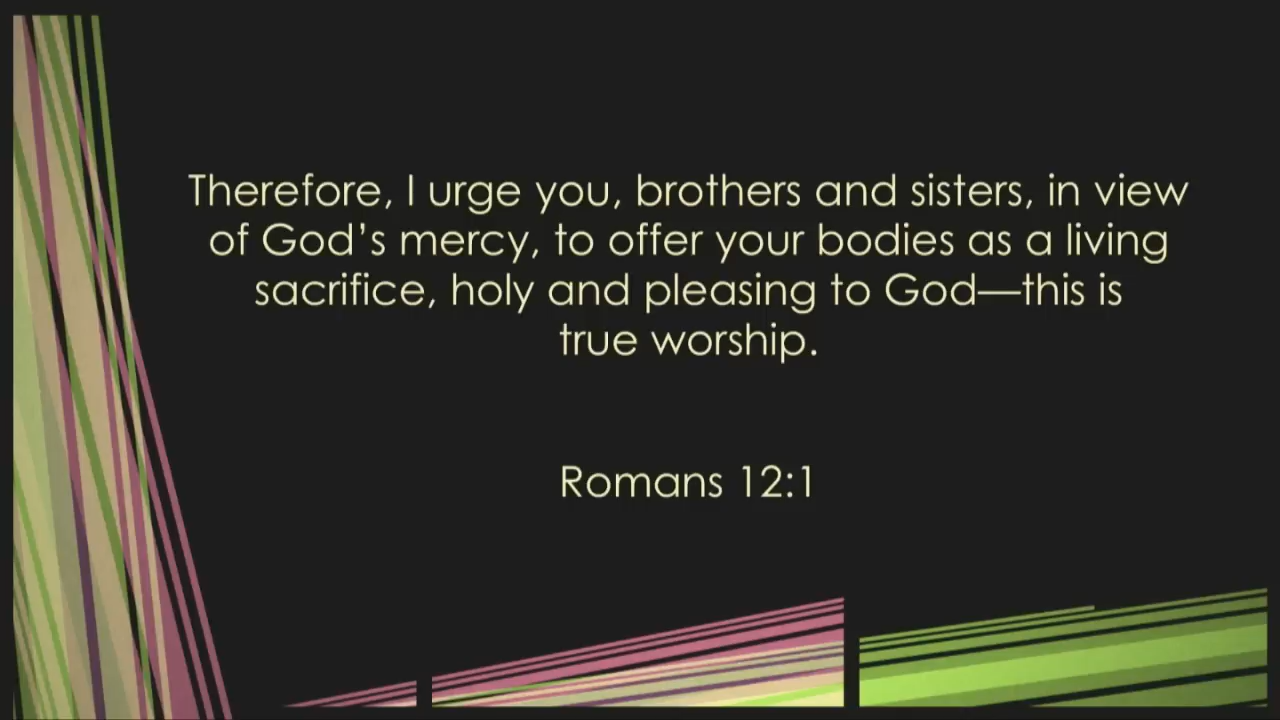 Therefore, I urge you, brothers and sisters, in view
of God’s mercy, to offer your bodies as a living
sacrifice, holy and pleasing to God—this is
true worship.
Romans 12:1